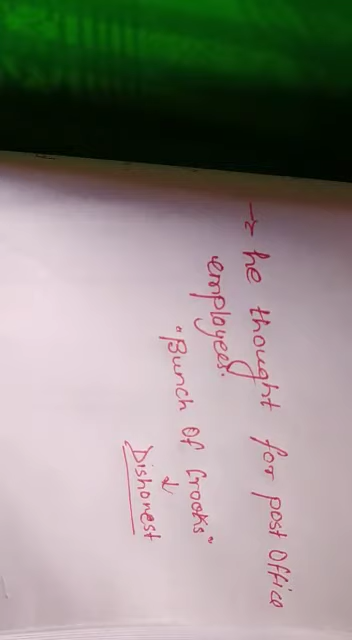 → he thought for post office
employees.
"Bunch Of Crooks"
↓
Dishonest